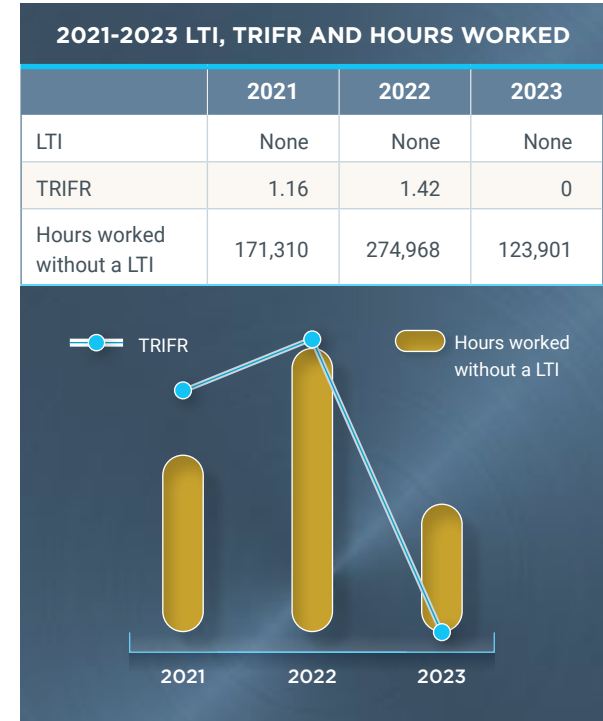 2021-2023 LTI, TRIFR AND HOURS WORKED
2021 2022 2023
LTI None None None
TRIFR 1.16 1.42 0
Hours worked
without a LTI 171,310 274,968 123,901
TRIFR
Hours worked
without a LTI
2021 2022 2023